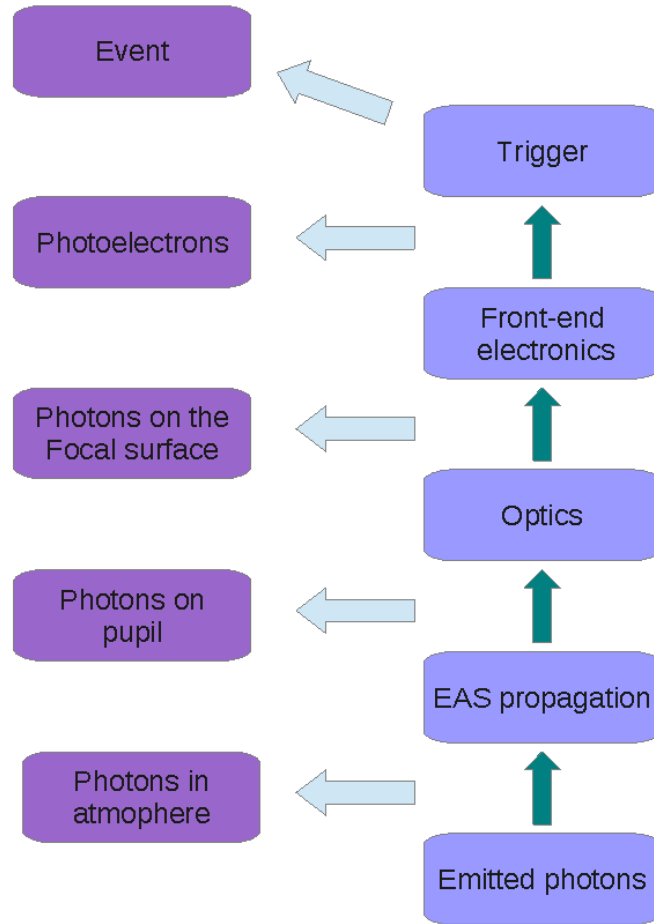 Event
Trigger
Photoelectrons
Front-end
electronics
Photons on the
Focal surface
Optics
Photons on
pupil
EAS propagation
Photons in
atmophere
Emitted photons